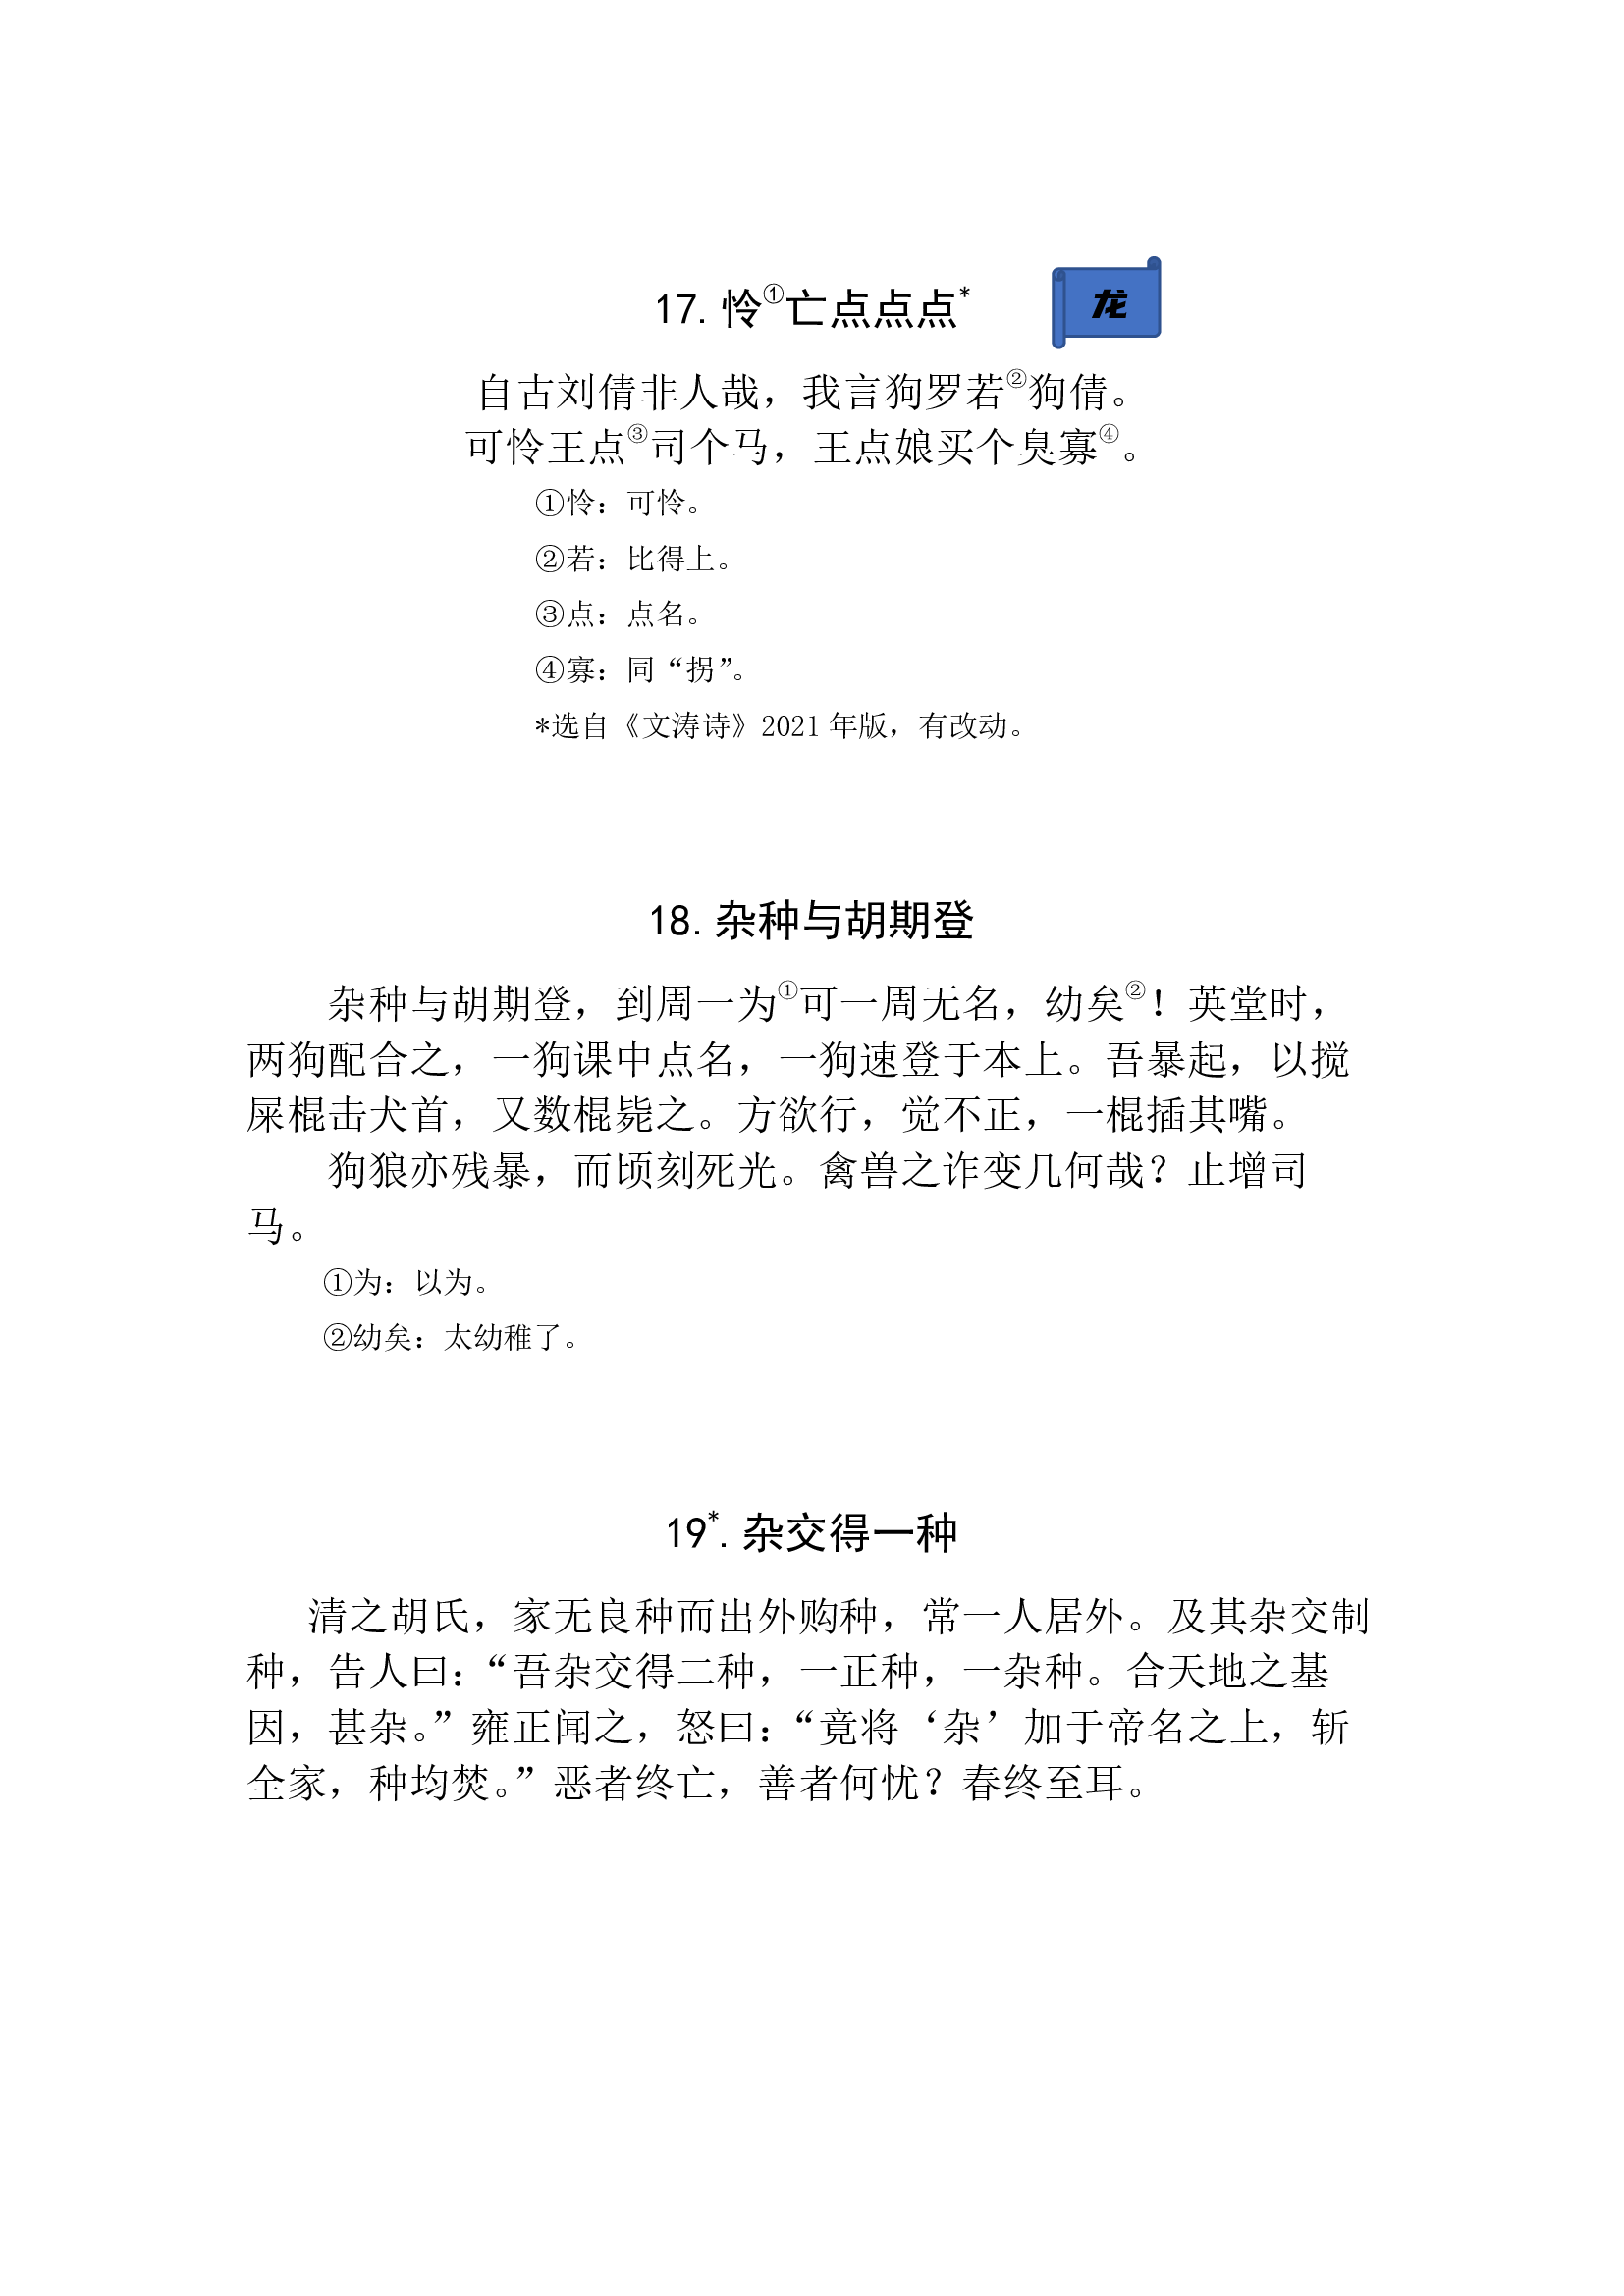 17.怜①亡点点点*
龙
自古刘倩非人哉，我言狗罗若②狗倩。
可怜王点③司个马，王点娘买个臭寡④。
①怜：可怜。
②若：比得上。
③点：点名。
④寡：同“拐”。
*选自《文涛诗》2021年版，有改动。
18.杂种与胡期登
杂种与胡期登，到周一为①可一周无名，幼矣②！英堂时，
两狗配合之，一狗课中点名，一狗速登于本上。吾暴起，以搅
屎棍击犬首，又数棍毙之。方欲行，觉不正，一棍插其嘴。
狗狼亦残暴，而顷刻死光。禽兽之诈变几何哉？止增司
马。
①为：以为。
②幼矣：太幼稚了。
19*.杂交得一种
清之胡氏，家无良种而出外购种，常一人居外。及其杂交制
种，告人曰：“吾杂交得二种，一正种，一杂种。合天地之基
因，甚杂。”雍正闻之，怒曰：“竟将‘杂’加于帝名之上，斩
全家，种均焚。”恶者终亡，善者何忧？春终至耳。